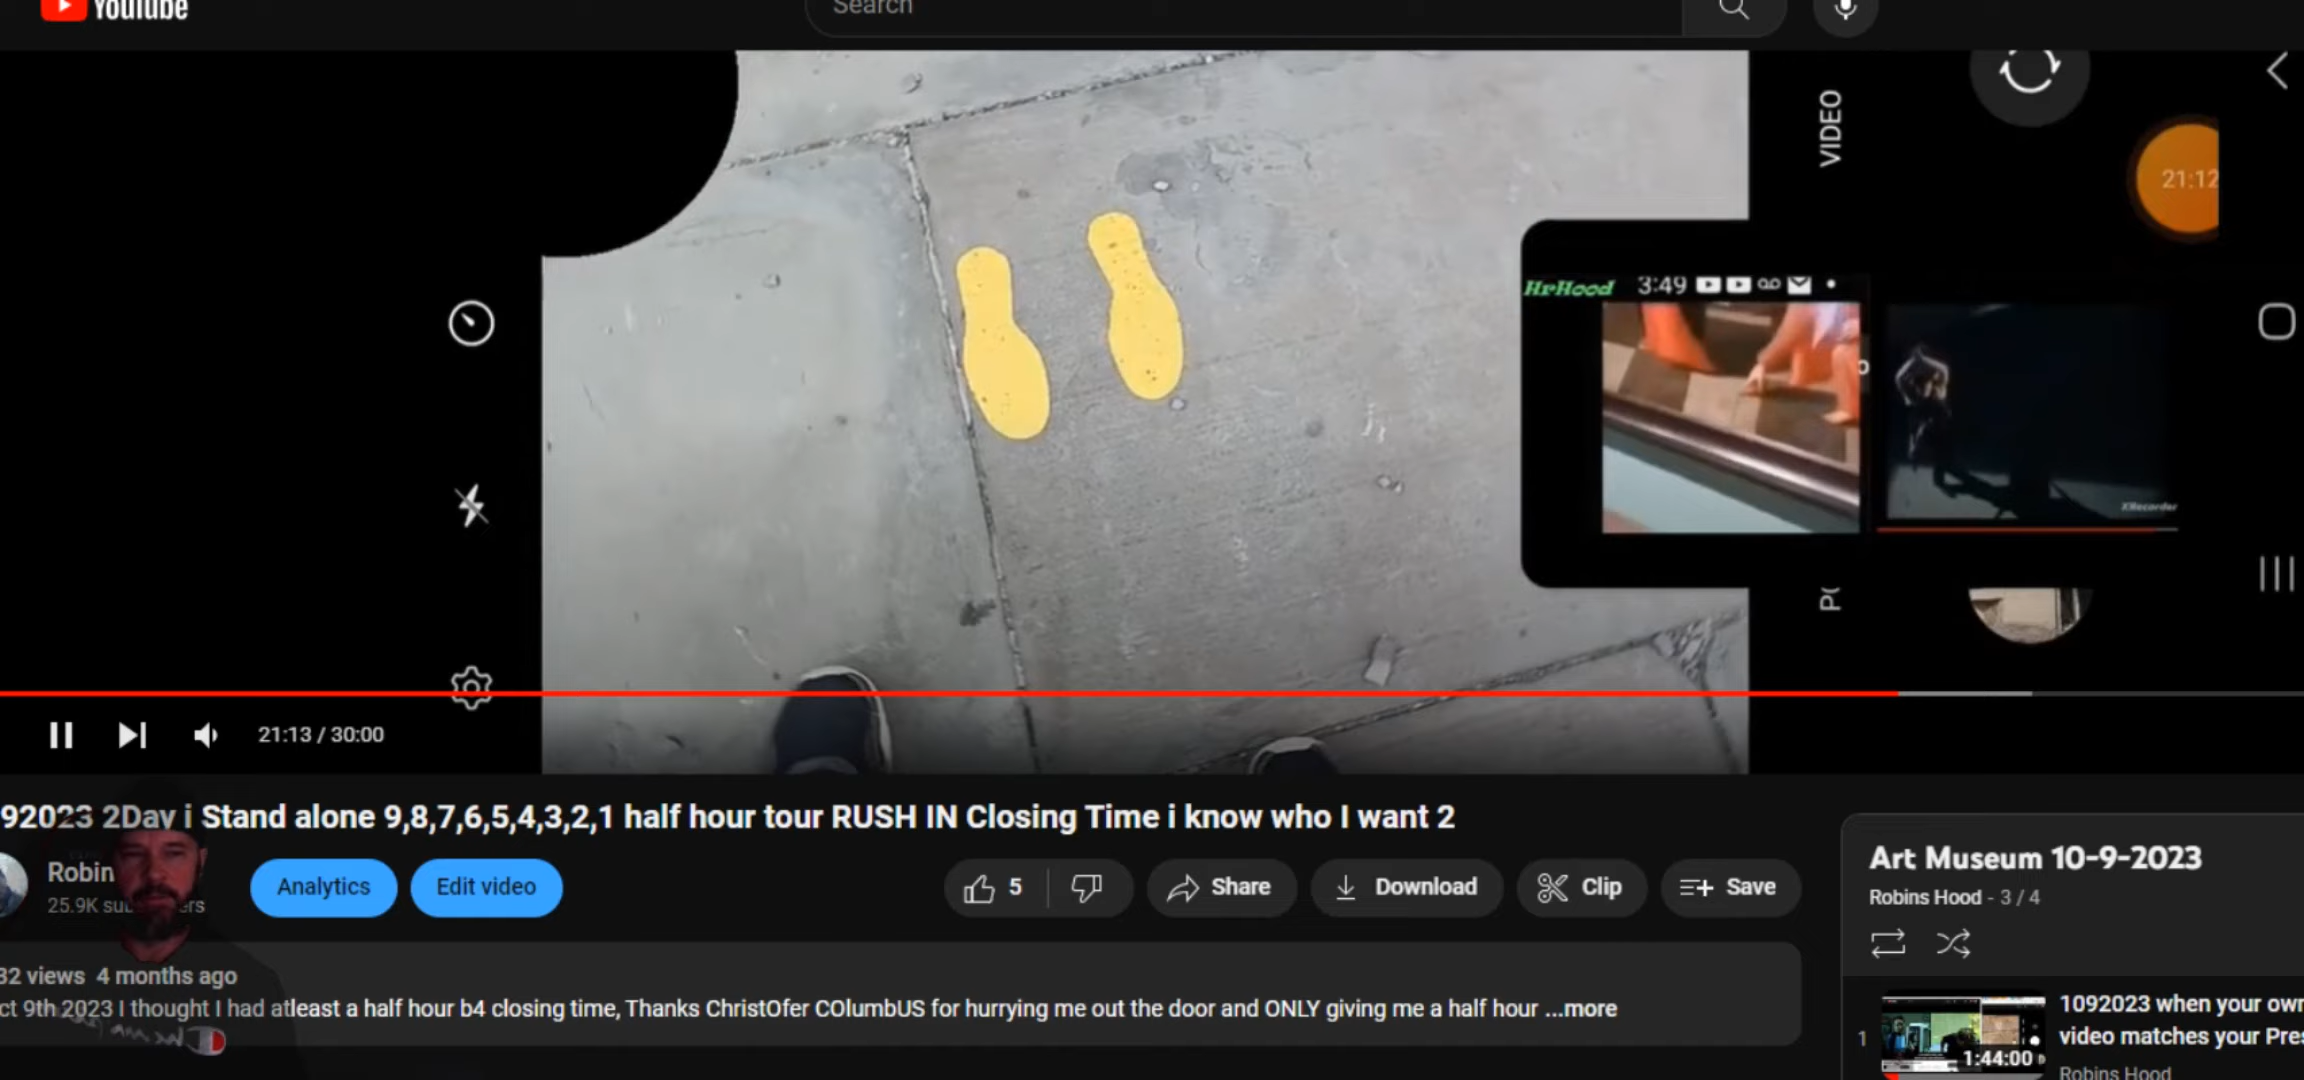 YouTube
Search
VIDEO
21:12
HrHood 3:49
XRecorder
P(
21:13 / 30:00
92023 2Day i Stand alone 9,8,7,6,5,4,3,2,1 half hour tour RUSH IN Closing Time i know who I want 2
Robin
25.9K su ers
Analytics
Edit video
5
Share
Download
Clip
Save
32 views 4 months ago
ct 9th 2023 I thought I had atleast a half hour b4 closing time, Thanks ChristOfer COlumbUS for hurrying me out the door and ONLY giving me a half hour ...more
Art Museum 10-9-2023
Robins Hood - 3 / 4
1
1:44:00
1092023 when your own
video matches your Pres
Robins Hood